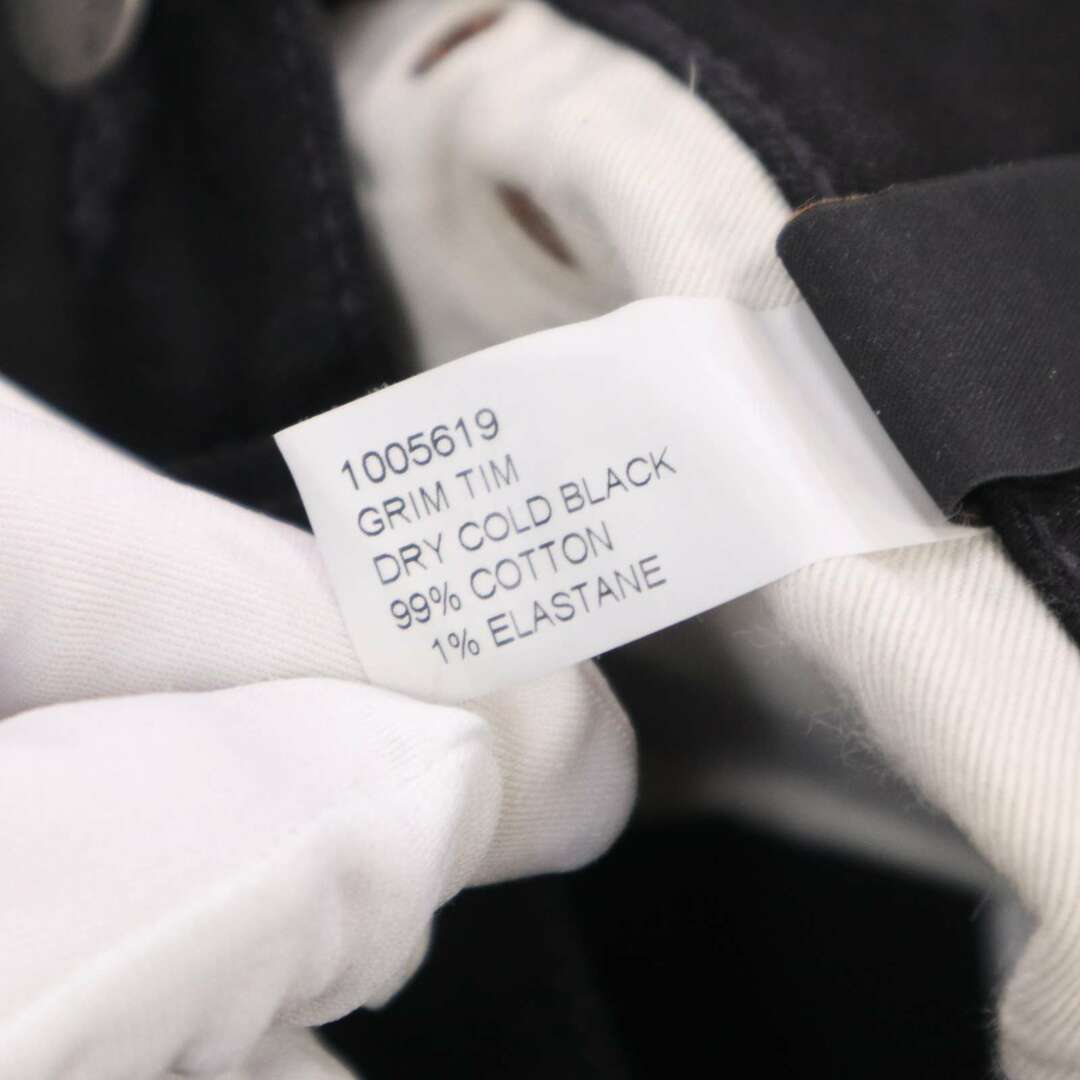 1005619
GRIM TIM
DRY COLD BLACK
99% COTTON
1% ELASTANE